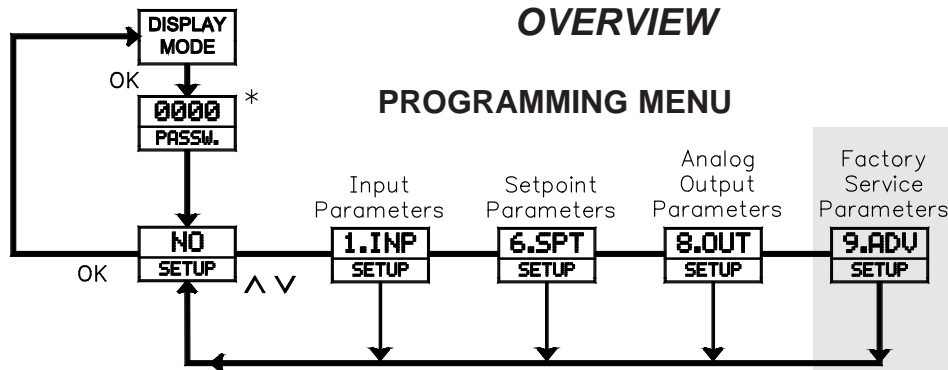 OVERVIEW
DISPLAY
MODE
OK
0000 *
PASSW.
PROGRAMMING MENU
Input
Parameters
Setpoint
Parameters
Analog
Output
Parameters
Factory
Service
Parameters
NO
SETUP
1.INP
SETUP
6.SPT
SETUP
8.OUT
SETUP
9.ADV
SETUP
OK
∧ ∨